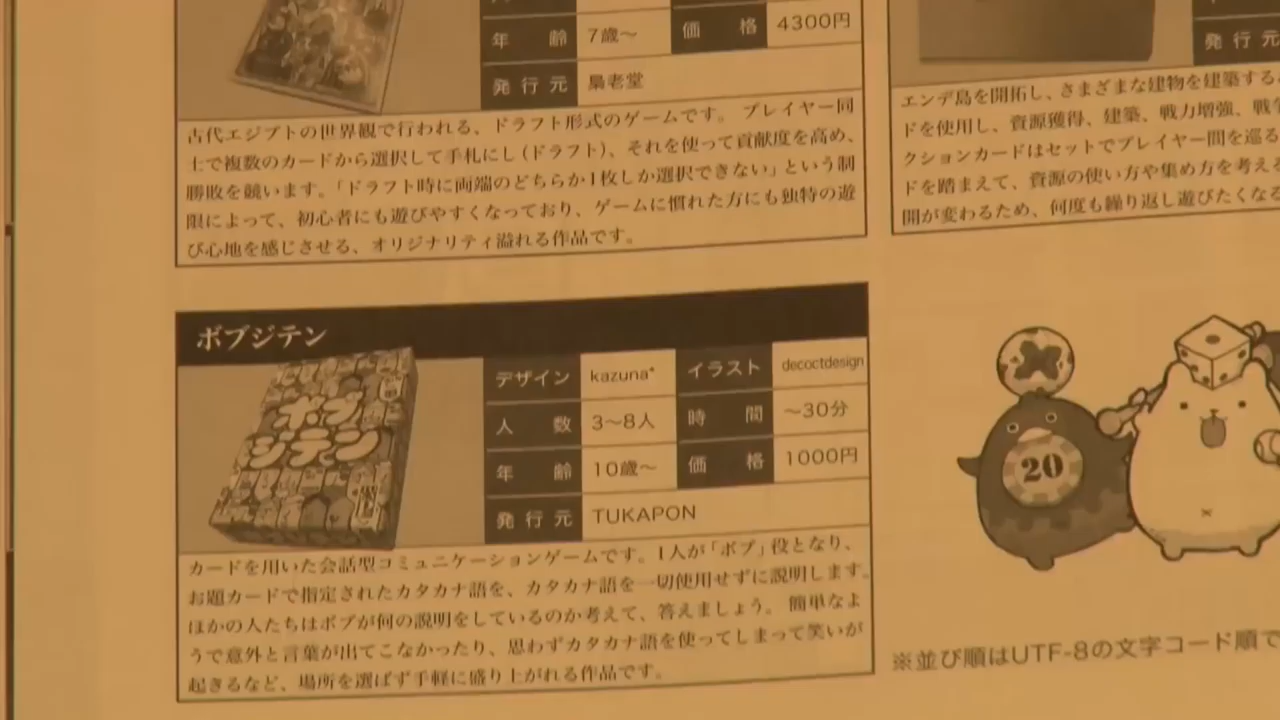 年齢 7歳〜 価格 4300円
発行元 梟老堂
古代エジプトの世界観で行われる、ドラフト形式のゲームです。 プレイヤー同
士で複数のカードから選択して手札にし(ドラフト)、それを使って貢献度を高め、
勝敗を競います。「ドラフト時に両端のどちらか1枚しか選択できない」という制
限によって、初心者にも遊びやすくなっており、ゲームに慣れた方にも独特の遊
び心地を感じさせる、オリジナリティ溢れる作品です。
発行元
エンデ島を開拓し、さまざまな建物を建築する
ドを使用し、資源獲得、建築、戦力増強、戦
クションカードはセットでプレイヤー間を巡る
ドを踏まえて、資源の使い方や集め方を考え
開が変わるため、何度も繰り返し遊びたくなる
ボブジテン
ボブ
ジテン
デザイン kazuna* イラスト decoctdesign
人数 3〜8人 時間 〜30分
年齢 10歳〜 価格 1000円
発行元 TUKAPON
カードを用いた会話型コミュニケーションゲームです。1人が「ボブ」役となり、
お題カードで指定されたカタカナ語を、カタカナ語を一切使用せずに説明します。
ほかの人たちはボブが何の説明をしているのか考えて、答えましょう。 簡単なよ
うで意外と言葉が出てこなかったり、思わずカタカナ語を使ってしまって笑いが
起きるなど、場所を選ばず手軽に盛り上がれる作品です。
20
※並び順はUTF-8の文字コード順で